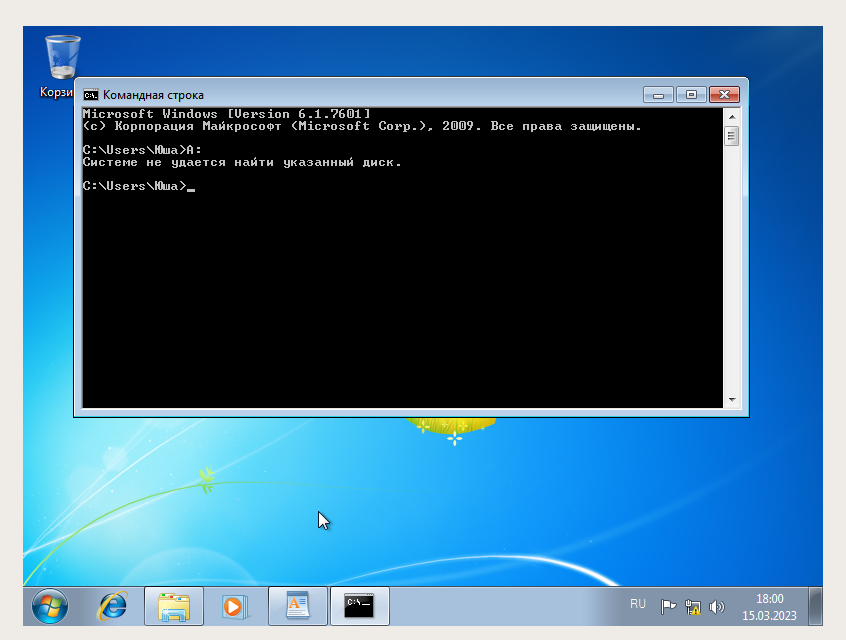 Корзи
Командная строка
Microsoft Windows [Version 6.1.7601]
(c) Корпорация Майкрософт (Microsoft Corp.), 2009. Все права защищены.
C:\Users\Юша>A:
Системе не удается найти указанный диск.
C:\Users\Юша>_
RU
18:00
15.03.2023